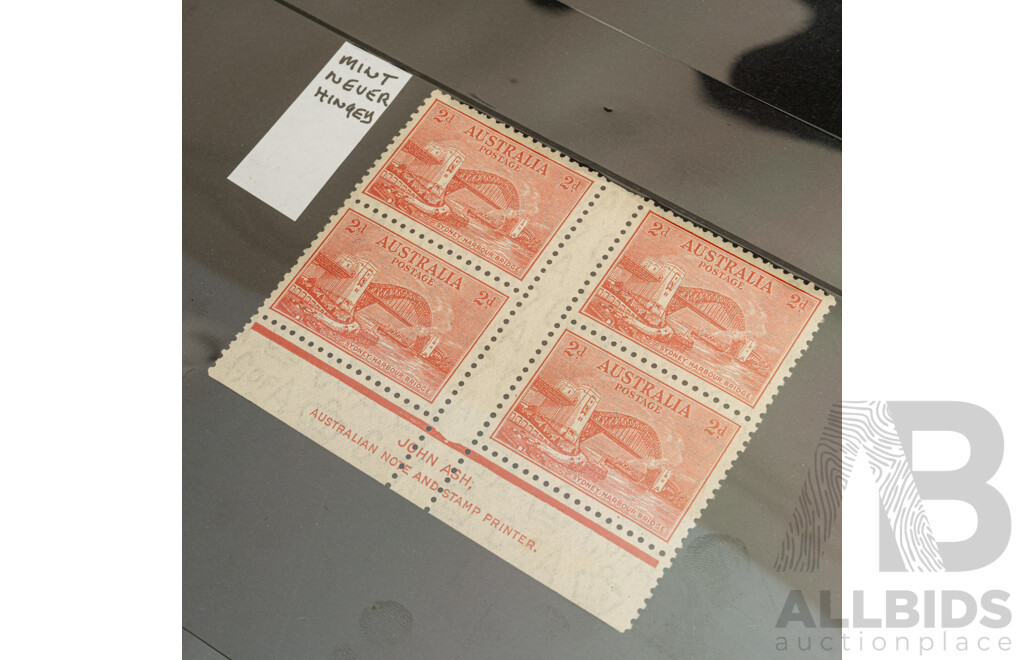 MINT
NEVER
HINGEY
2d AUSTRALIA
POSTAGE 2d
SYDNEY HARBOUR BRIDGE
2d AUSTRALIA
POSTAGE 2d
SYDNEY HARBOUR BRIDGE
2d AUSTRALIA
POSTAGE 2d
SYDNEY HARBOUR BRIDGE
2d AUSTRALIA
POSTAGE 2d
SYDNEY HARBOUR BRIDGE
JOHN ASH,
AUSTRALIAN NOTE AND STAMP PRINTER.
AB
ALLBIDS
auctionplace